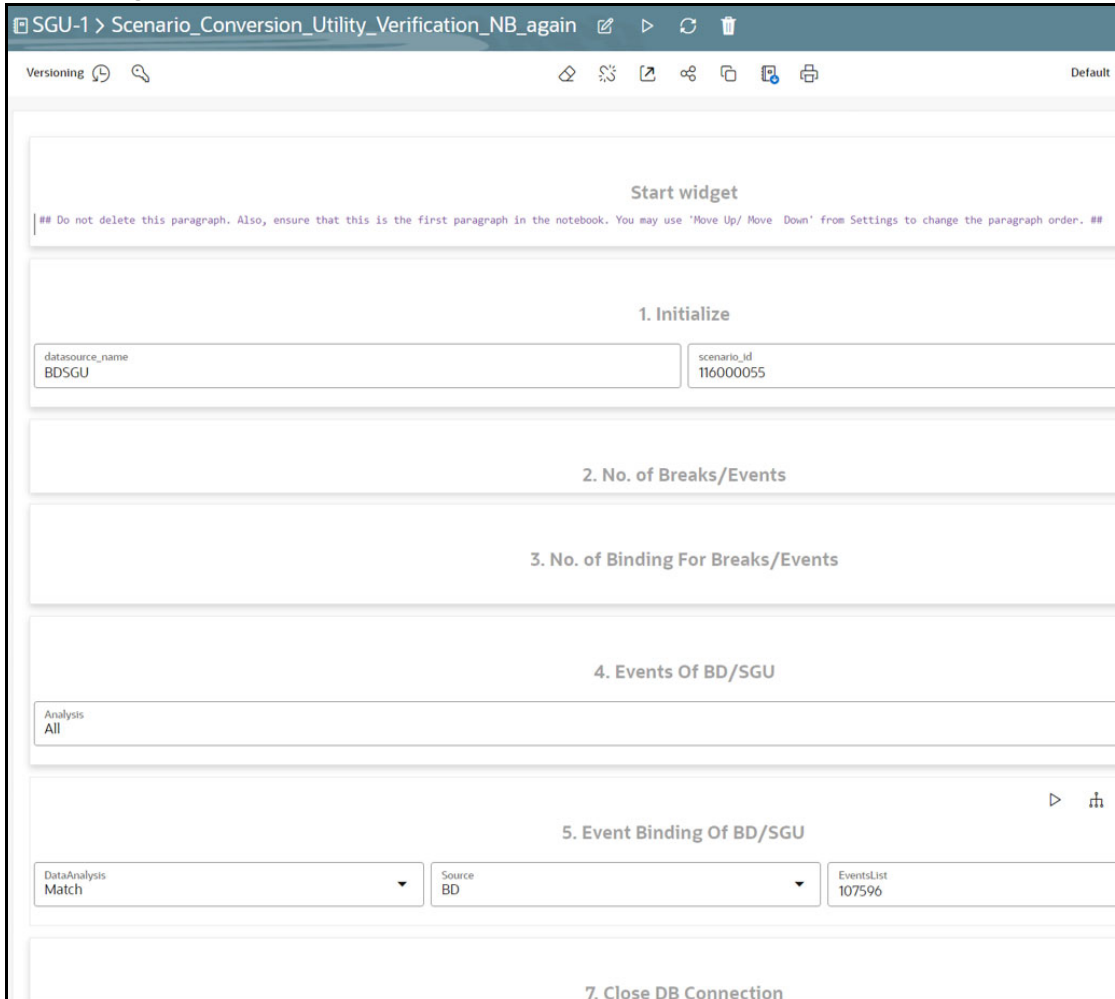 SGU-1 > Scenario_Conversion_Utility_Verification_NB_again
Versioning
Default
Start widget
## Do not delete this paragraph. Also, ensure that this is the first paragraph in the notebook. You may use 'Move Up/ Move Down' from Settings to change the paragraph order. ##
1. Initialize
datasource_name
BDSGU
scenario_id
116000055
2. No. of Breaks/Events
3. No. of Binding For Breaks/Events
4. Events Of BD/SGU
Analysis
All
5. Event Binding Of BD/SGU
DataAnalysis
Match
Source
BD
EventsList
107596
7. Close DB Connection